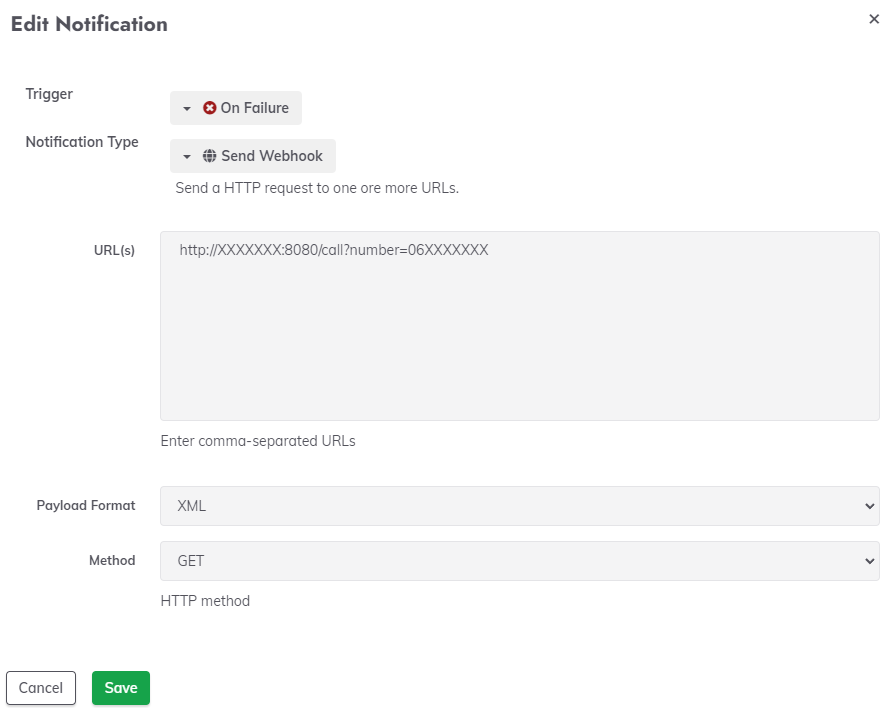 Edit Notification
×
Trigger
On Failure
Notification Type
Send Webhook
Send a HTTP request to one ore more URLs.
URL(s)
http://XXXXXXX:8080/call?number=06XXXXXXX
Enter comma-separated URLs
Payload Format
XML
Method
GET
HTTP method
Cancel
Save